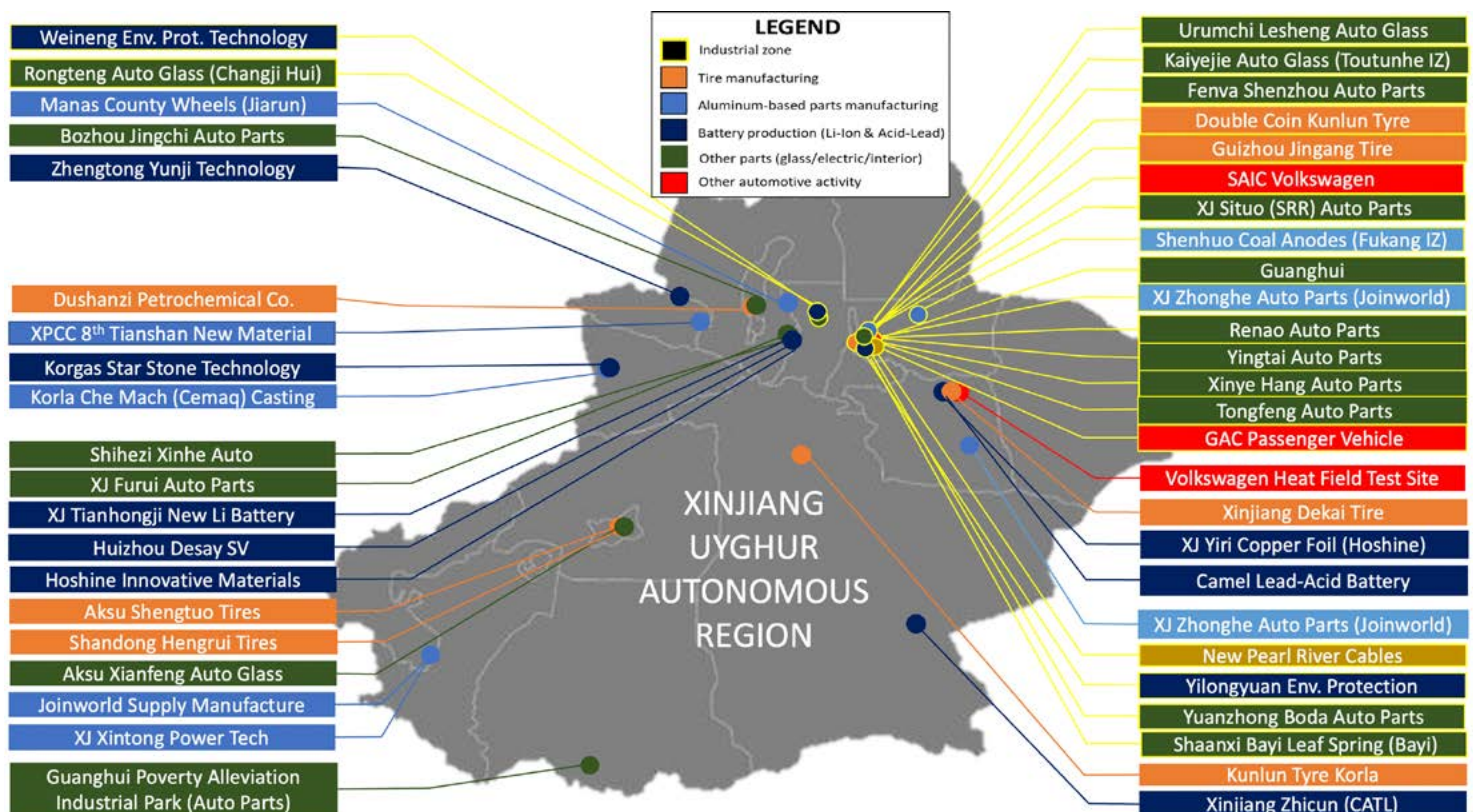 LEGEND
Industrial zone
Tire manufacturing
Aluminum-based parts manufacturing
Battery production (Li-Ion & Acid-Lead)
Other parts (glass/electric/interior)
Other automotive activity
Weineng Env. Prot. Technology
Rongteng Auto Glass (Changji Hui)
Manas County Wheels (Jiarun)
Bozhou Jingchi Auto Parts
Zhengtong Yunji Technology
Dushanzi Petrochemical Co.
XPCC 8th Tianshan New Material
Korgas Star Stone Technology
Korla Che Mach (Cemaq) Casting
Shihezi Xinhe Auto
XJ Furui Auto Parts
XJ Tianhongji New Li Battery
Huizhou Desay SV
Hoshine Innovative Materials
Aksu Shengtuo Tires
Shandong Hengrui Tires
Aksu Xianfeng Auto Glass
Joinworld Supply Manufacture
XJ Xintong Power Tech
Guanghui Poverty Alleviation
Industrial Park (Auto Parts)
XINJIANG
UYGHUR
AUTONOMOUS
REGION
Urumchi Lesheng Auto Glass
Kaiyejie Auto Glass (Toutunhe IZ)
Fenva Shenzhou Auto Parts
Double Coin Kunlun Tyre
Guizhou Jingang Tire
SAIC Volkswagen
XJ Situo (SRR) Auto Parts
Shenhuo Coal Anodes (Fukang IZ)
Guanghui
XJ Zhonghe Auto Parts (Joinworld)
Renao Auto Parts
Yingtai Auto Parts
Xinye Hang Auto Parts
Tongfeng Auto Parts
GAC Passenger Vehicle
Volkswagen Heat Field Test Site
Xinjiang Dekai Tire
XJ Yiri Copper Foil (Hoshine)
Camel Lead-Acid Battery
XJ Zhonghe Auto Parts (Joinworld)
New Pearl River Cables
Yilongyuan Env. Protection
Yuanzhong Boda Auto Parts
Shaanxi Bayi Leaf Spring (Bayi)
Kunlun Tyre Korla
Xinjiang Zhicun (CATL)